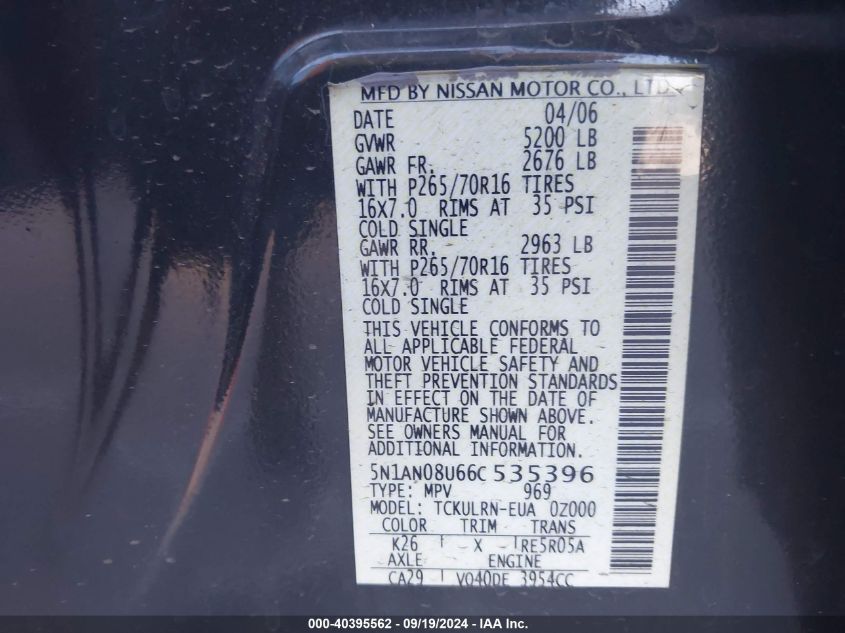 MFD BY NISSAN MOTOR CO., LTD.
DATE 04/06
GVWR 5200 LB
GAWR FR. 2676 LB
WITH P265/70R16 TIRES
16X7.0 RIMS AT 35 PSI
COLD SINGLE
GAWR RR. 2963 LB
WITH P265/70R16 TIRES
16X7.0 RIMS AT 35 PSI
COLD SINGLE
THIS VEHICLE CONFORMS TO
ALL APPLICABLE FEDERAL
MOTOR VEHICLE SAFETY AND
THEFT PREVENTION STANDARDS
IN EFFECT ON THE DATE OF
MANUFACTURE SHOWN ABOVE.
SEE OWNERS MANUAL FOR
ADDITIONAL INFORMATION.
5N1AN08U66C535396
TYPE: MPV 969
MODEL: TCKULRN-EUA 0Z000
COLOR TRIM TRANS
K26 X RE5R05A
AXLE ENGINE
CA29 VQ40DE 3954CC
000-40395562 - 09/19/2024 - IAA Inc.